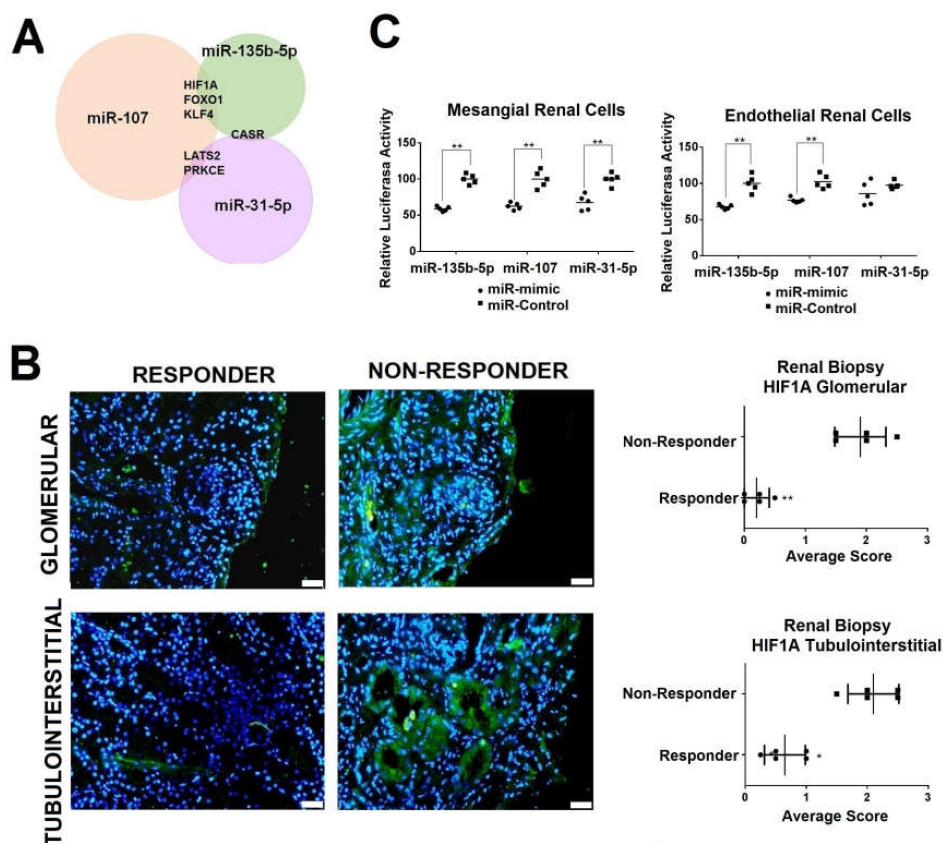 A
miR-135b-5p
miR-107
HIF1A
FOXO1
KLF4
CASR
LATS2
PRKCE
miR-31-5p
C
Mesangial Renal Cells
Relative Luciferasa Activity
150
100
50
0
**
**
**
miR-135b-5p
miR-107
miR-31-5p
miR-mimic
miR-Control
Endothelial Renal Cells
Relative Luciferasa Activity
150
100
50
0
**
**
miR-135b-5p
miR-107
miR-31-5p
miR-mimic
miR-Control
B
RESPONDER
NON-RESPONDER
GLOMERULAR
TUBULOINTERSTITIAL
Renal Biopsy
HIF1A Glomerular
Non-Responder
Responder
**
0
1
2
3
Average Score
Renal Biopsy
HIF1A Tubulointerstitial
Non-Responder
Responder
*
0
1
2
3
Average Score